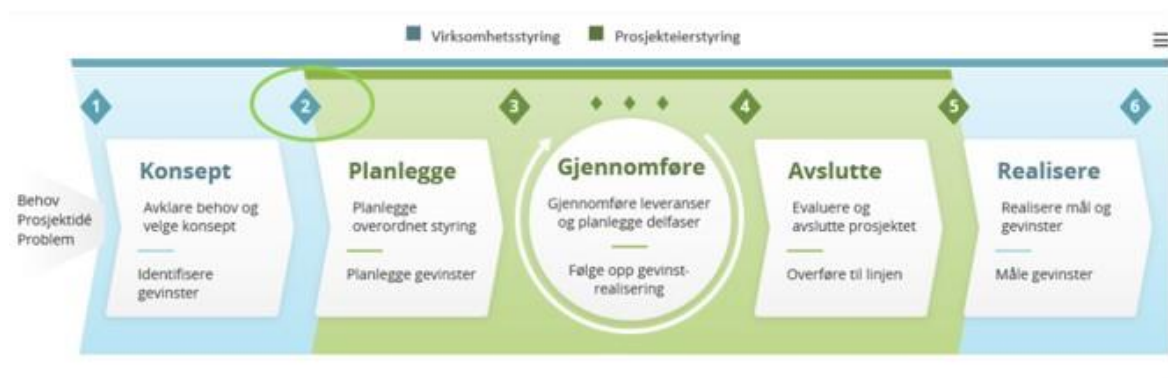 Virksomhetsstyring Prosjekteierstyring
1 2 3 4 5 6
Behov
Prosjektidé
Problem
Konsept
Avklare behov og
velge konsept
Identifisere
gevinster
Planlegge
Planlegge
overordnet styring
Planlegge gevinster
Gjennomføre
Gjennomføre leveranser
og planlegge delfaser
Følge opp gevinst-
realisering
Avslutte
Evaluere og
avslutte prosjektet
Overføre til linjen
Realisere
Realisere mål og
gevinster
Måle gevinster